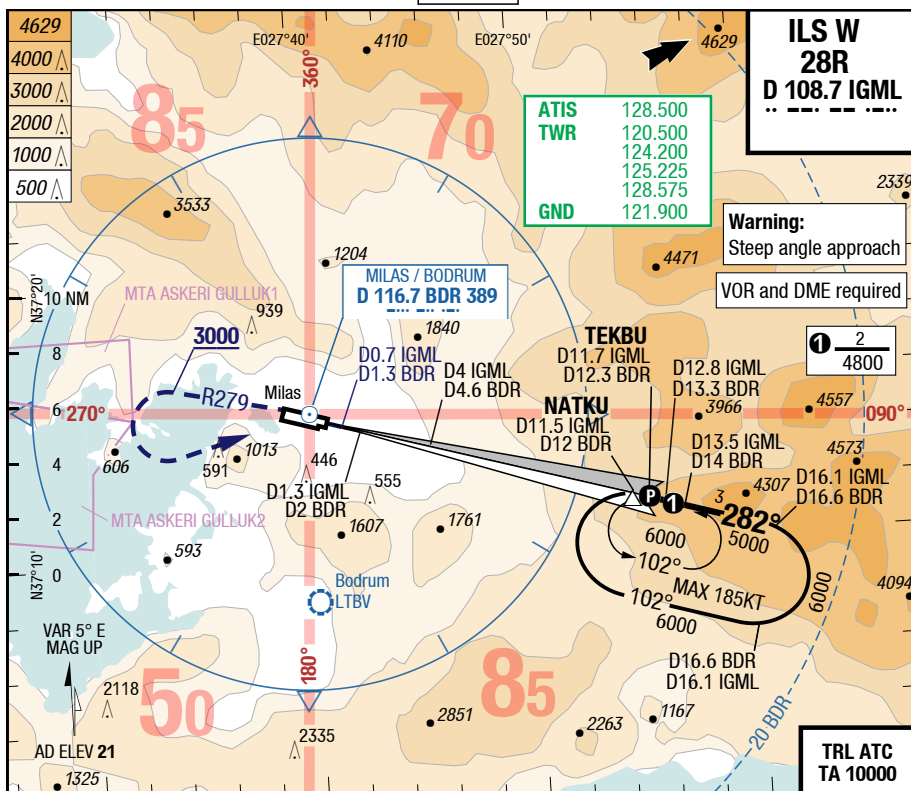 4629
4000
3000
2000
1000
500
E027°40'
4110
E027°50'
4629
ILS W
28R
D 108.7 IGML
360°
85
70
ATIS 128.500
TWR 120.500
124.200
125.225
128.575
GND 121.900
2339
3533
Warning:
Steep angle approach
1204
4471
VOR and DME required
N37°20'
10 NM
MTA ASKERI GULLUK1
939
MILAS / BODRUM
D 116.7 BDR 389
1840
TEKBU
D11.7 IGML
D12.3 BDR
1 2
4800
8
3000
D0.7 IGML
D1.3 BDR
D4 IGML
D4.6 BDR
D12.8 IGML
D13.3 BDR
Milas
R279
NATKU
D11.5 IGML
D12 BDR
3966
4557
6
270°
090°
D13.5 IGML
D14 BDR
4573
4
606
591
1013
446
555
D1.3 IGML
D2 BDR
P
1
3
4307
D16.1 IGML
D16.6 BDR
282°
2
MTA ASKERI GULLUK2
1607
1761
6000
5000
593
102°
MAX 185KT
N37°10'
0
Bodrum
LTBV
102°
6000
6000
4094
VAR 5° E
MAG UP
180°
D16.6 BDR
D16.1 IGML
2118
50
85
2851
2263
1167
20 BDR
AD ELEV 21
2335
1325
TRL ATC
TA 10000